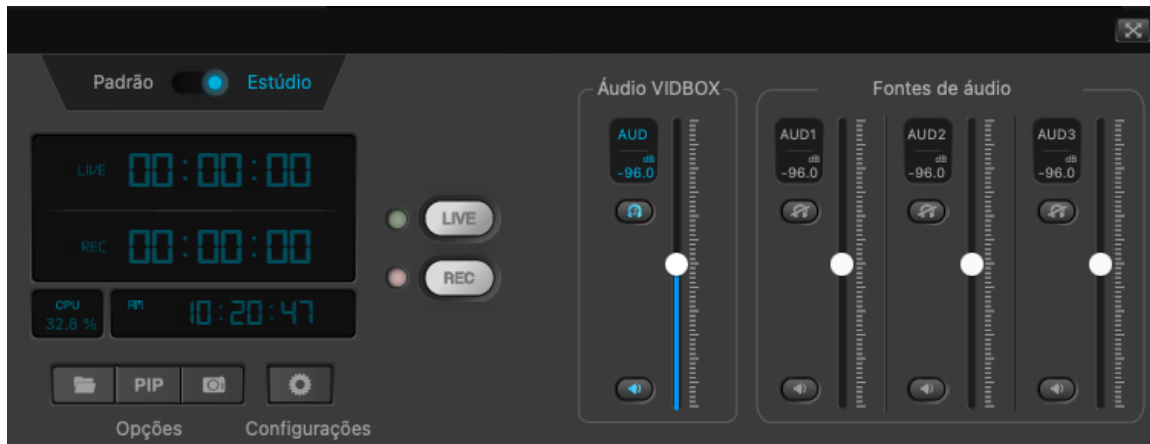 Padrão Estúdio
LIVE 00:00:00
REC 00:00:00
CPU
32.8 %
AM 10:20:47
LIVE
REC
PIP
Opções
Configurações
Áudio VIDBOX
AUD
dB
-96.0
Fontes de áudio
AUD1
dB
-96.0
AUD2
dB
-96.0
AUD3
dB
-96.0